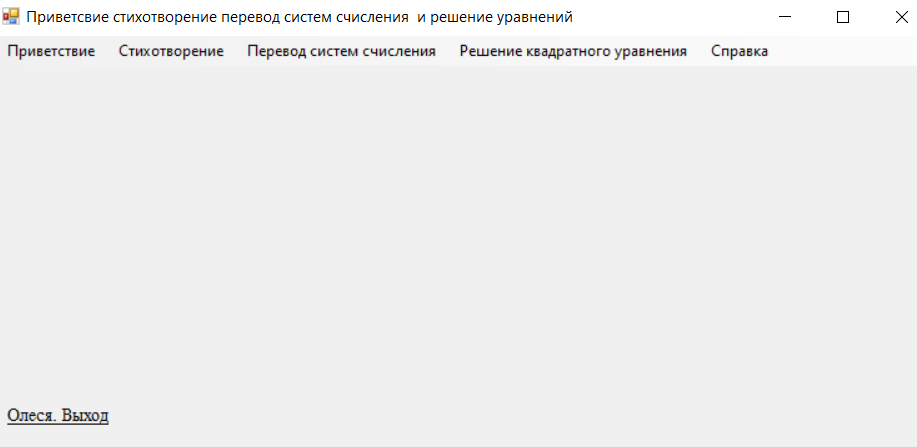 Приветсвие стихотворение перевод систем счисления  и решение уравнений
Приветствие Стихотворение Перевод систем счисления Решение квадратного уравнения Справка
Олеся. Выход